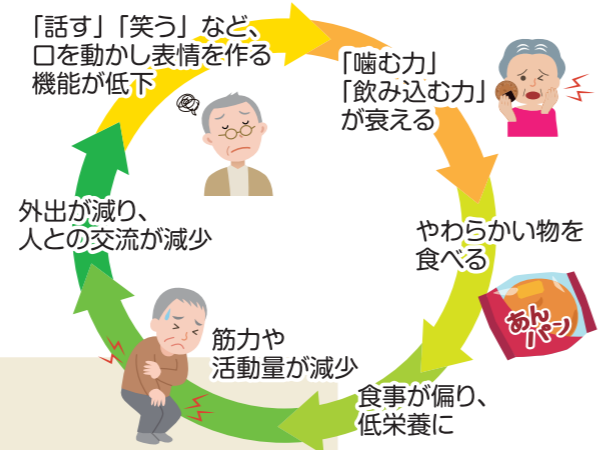 「話す」「笑う」など、
口を動かし表情を作る
機能が低下
「噛む力」
「飲み込む力」
が衰える
やわらかい物を
食べる
あん
パン
食事が偏り、
低栄養に
筋力や
活動量が減少
外出が減り、
人との交流が減少